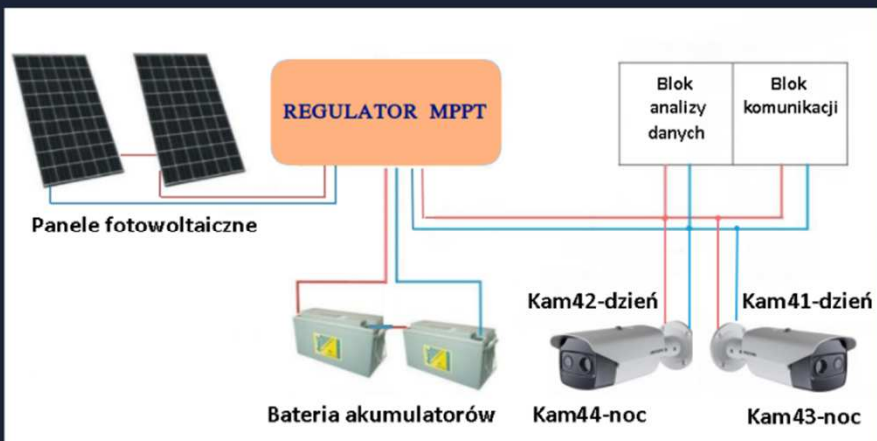 REGULATOR MPPT
Blok
analizy
danych
Blok
komunikacji
Panele fotowoltaiczne
Kam42-dzień
Kam41-dzień
Bateria akumulatorów
Kam44-noc
Kam43-noc